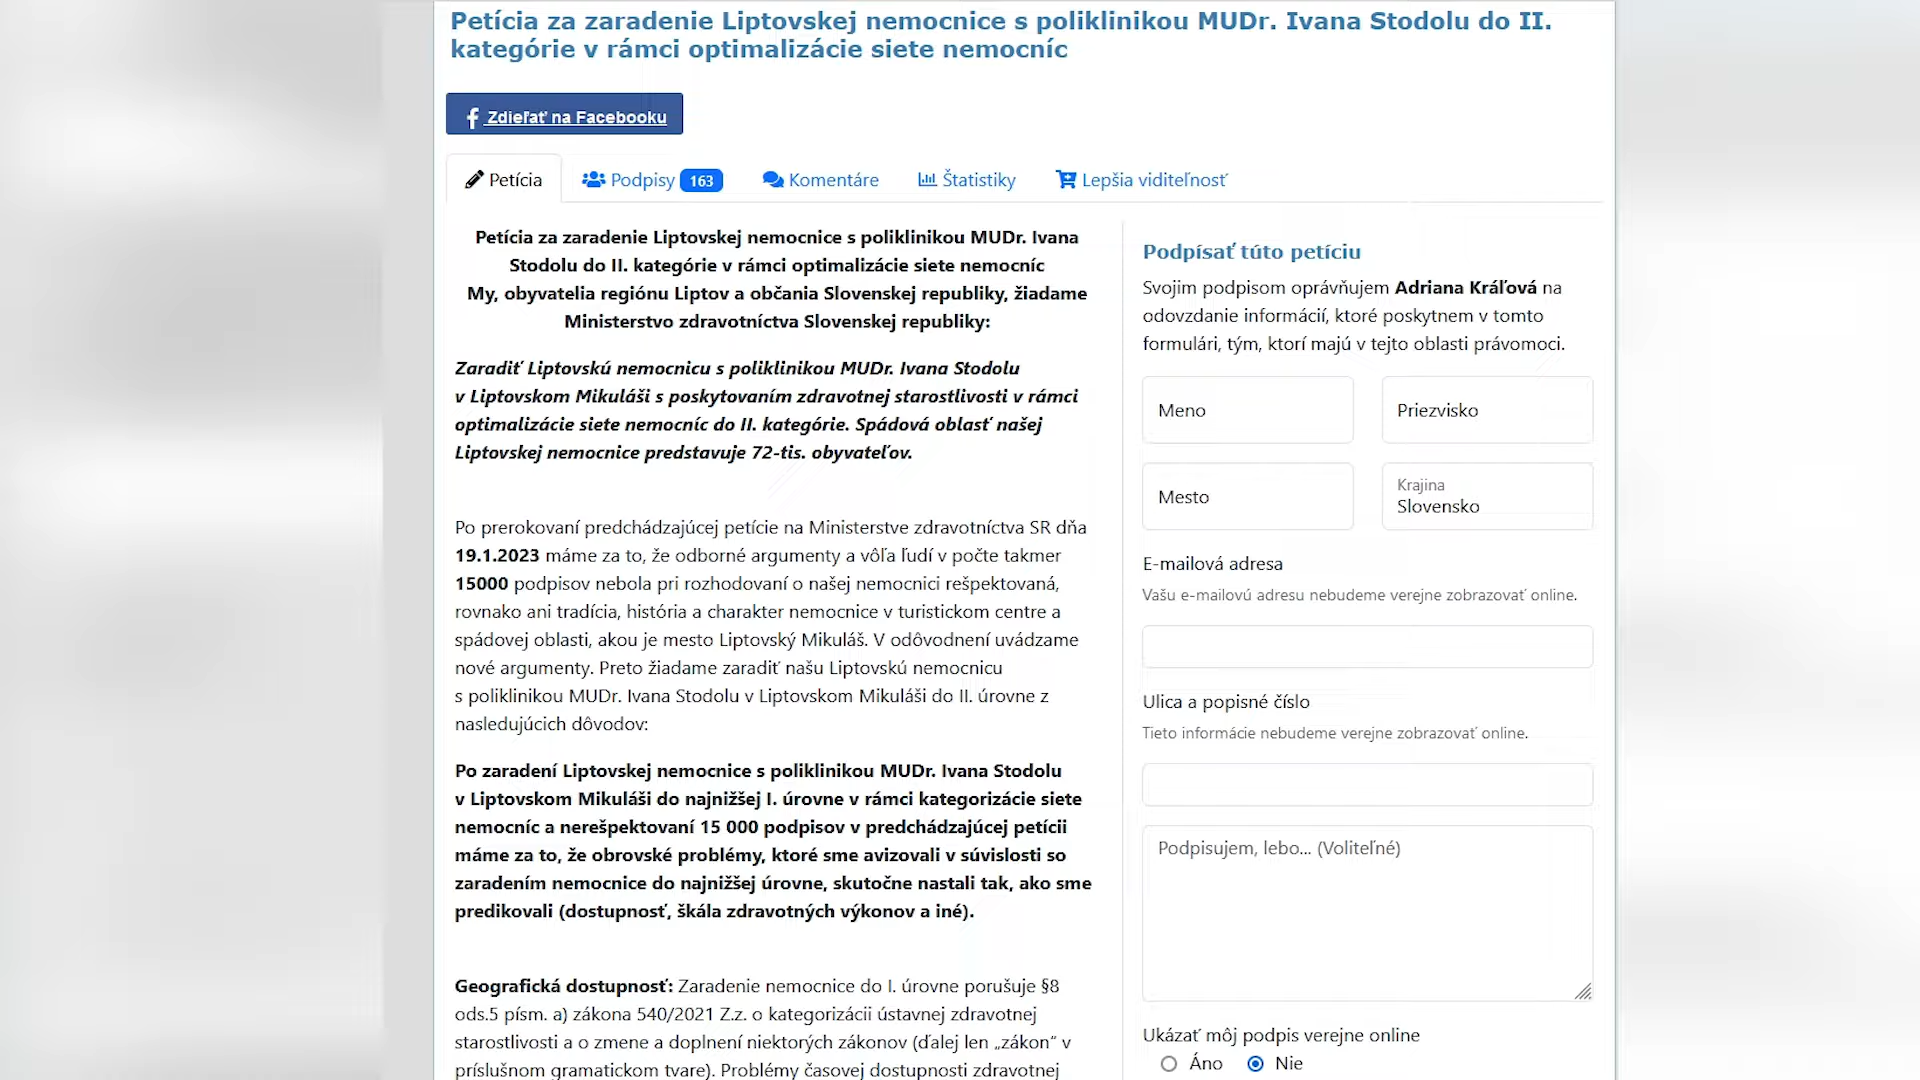 Petícia za zaradenie Liptovskej nemocnice s poliklinikou MUDr. Ivana Stodolu do II.
kategórie v rámci optimalizácie siete nemocníc
Zdieľať na Facebooku
Petícia
Podpisy 163
Komentáre
Štatistiky
Lepšia viditeľnosť
Petícia za zaradenie Liptovskej nemocnice s poliklinikou MUDr. Ivana
Stodolu do II. kategórie v rámci optimalizácie siete nemocníc
My, obyvatelia regiónu Liptov a občania Slovenskej republiky, žiadame
Ministerstvo zdravotníctva Slovenskej republiky:
Zaradiť Liptovskú nemocnicu s poliklinikou MUDr. Ivana Stodolu
v Liptovskom Mikuláši s poskytovaním zdravotnej starostlivosti v rámci
optimalizácie siete nemocníc do II. kategórie. Spádová oblasť našej
Liptovskej nemocnice predstavuje 72-tis. obyvateľov.
Po prerokovaní predchádzajúcej petície na Ministerstve zdravotníctva SR dňa
19.1.2023 máme za to, že odborné argumenty a vôľa ľudí v počte takmer
15000 podpisov nebola pri rozhodovaní o našej nemocnici rešpektovaná,
rovnako ani tradícia, história a charakter nemocnice v turistickom centre a
spádovej oblasti, akou je mesto Liptovský Mikuláš. V odôvodnení uvádzame
nové argumenty. Preto žiadame zaradiť našu Liptovskú nemocnicu
s poliklinikou MUDr. Ivana Stodolu v Liptovskom Mikuláši do II. úrovne z
nasledujúcich dôvodov:
Po zaradení Liptovskej nemocnice s poliklinikou MUDr. Ivana Stodolu
v Liptovskom Mikuláši do najnižšej I. úrovne v rámci kategorizácie siete
nemocníc a nerešpektovaní 15 000 podpisov v predchádzajúcej petícii
máme za to, že obrovské problémy, ktoré sme avizovali v súvislosti so
zaradením nemocnice do najnižšej úrovne, skutočne nastali tak, ako sme
predikovali (dostupnosť, škála zdravotných výkonov a iné).
Geografická dostupnosť: Zaradenie nemocnice do I. úrovne porušuje §8
ods.5 písm. a) zákona 540/2021 Z.z. o kategorizácii ústavnej zdravotnej
starostlivosti a o zmene a doplnení niektorých zákonov (ďalej len „zákon“ v
príslušnom gramatickom tvare). Problémy časovej dostupnosti zdravotnej
Podpísať túto petíciu
Svojim podpisom oprávňujem Adriana Kráľová na
odovzdanie informácií, ktoré poskytnem v tomto
formulári, tým, ktorí majú v tejto oblasti právomoci.
Meno
Priezvisko
Mesto
Krajina
Slovensko
E-mailová adresa
Vašu e-mailovú adresu nebudeme verejne zobrazovať online.
Ulica a popisné číslo
Tieto informácie nebudeme verejne zobrazovať online.
Podpisujem, lebo... (Voliteľné)
Ukázať môj podpis verejne online
Áno
Nie